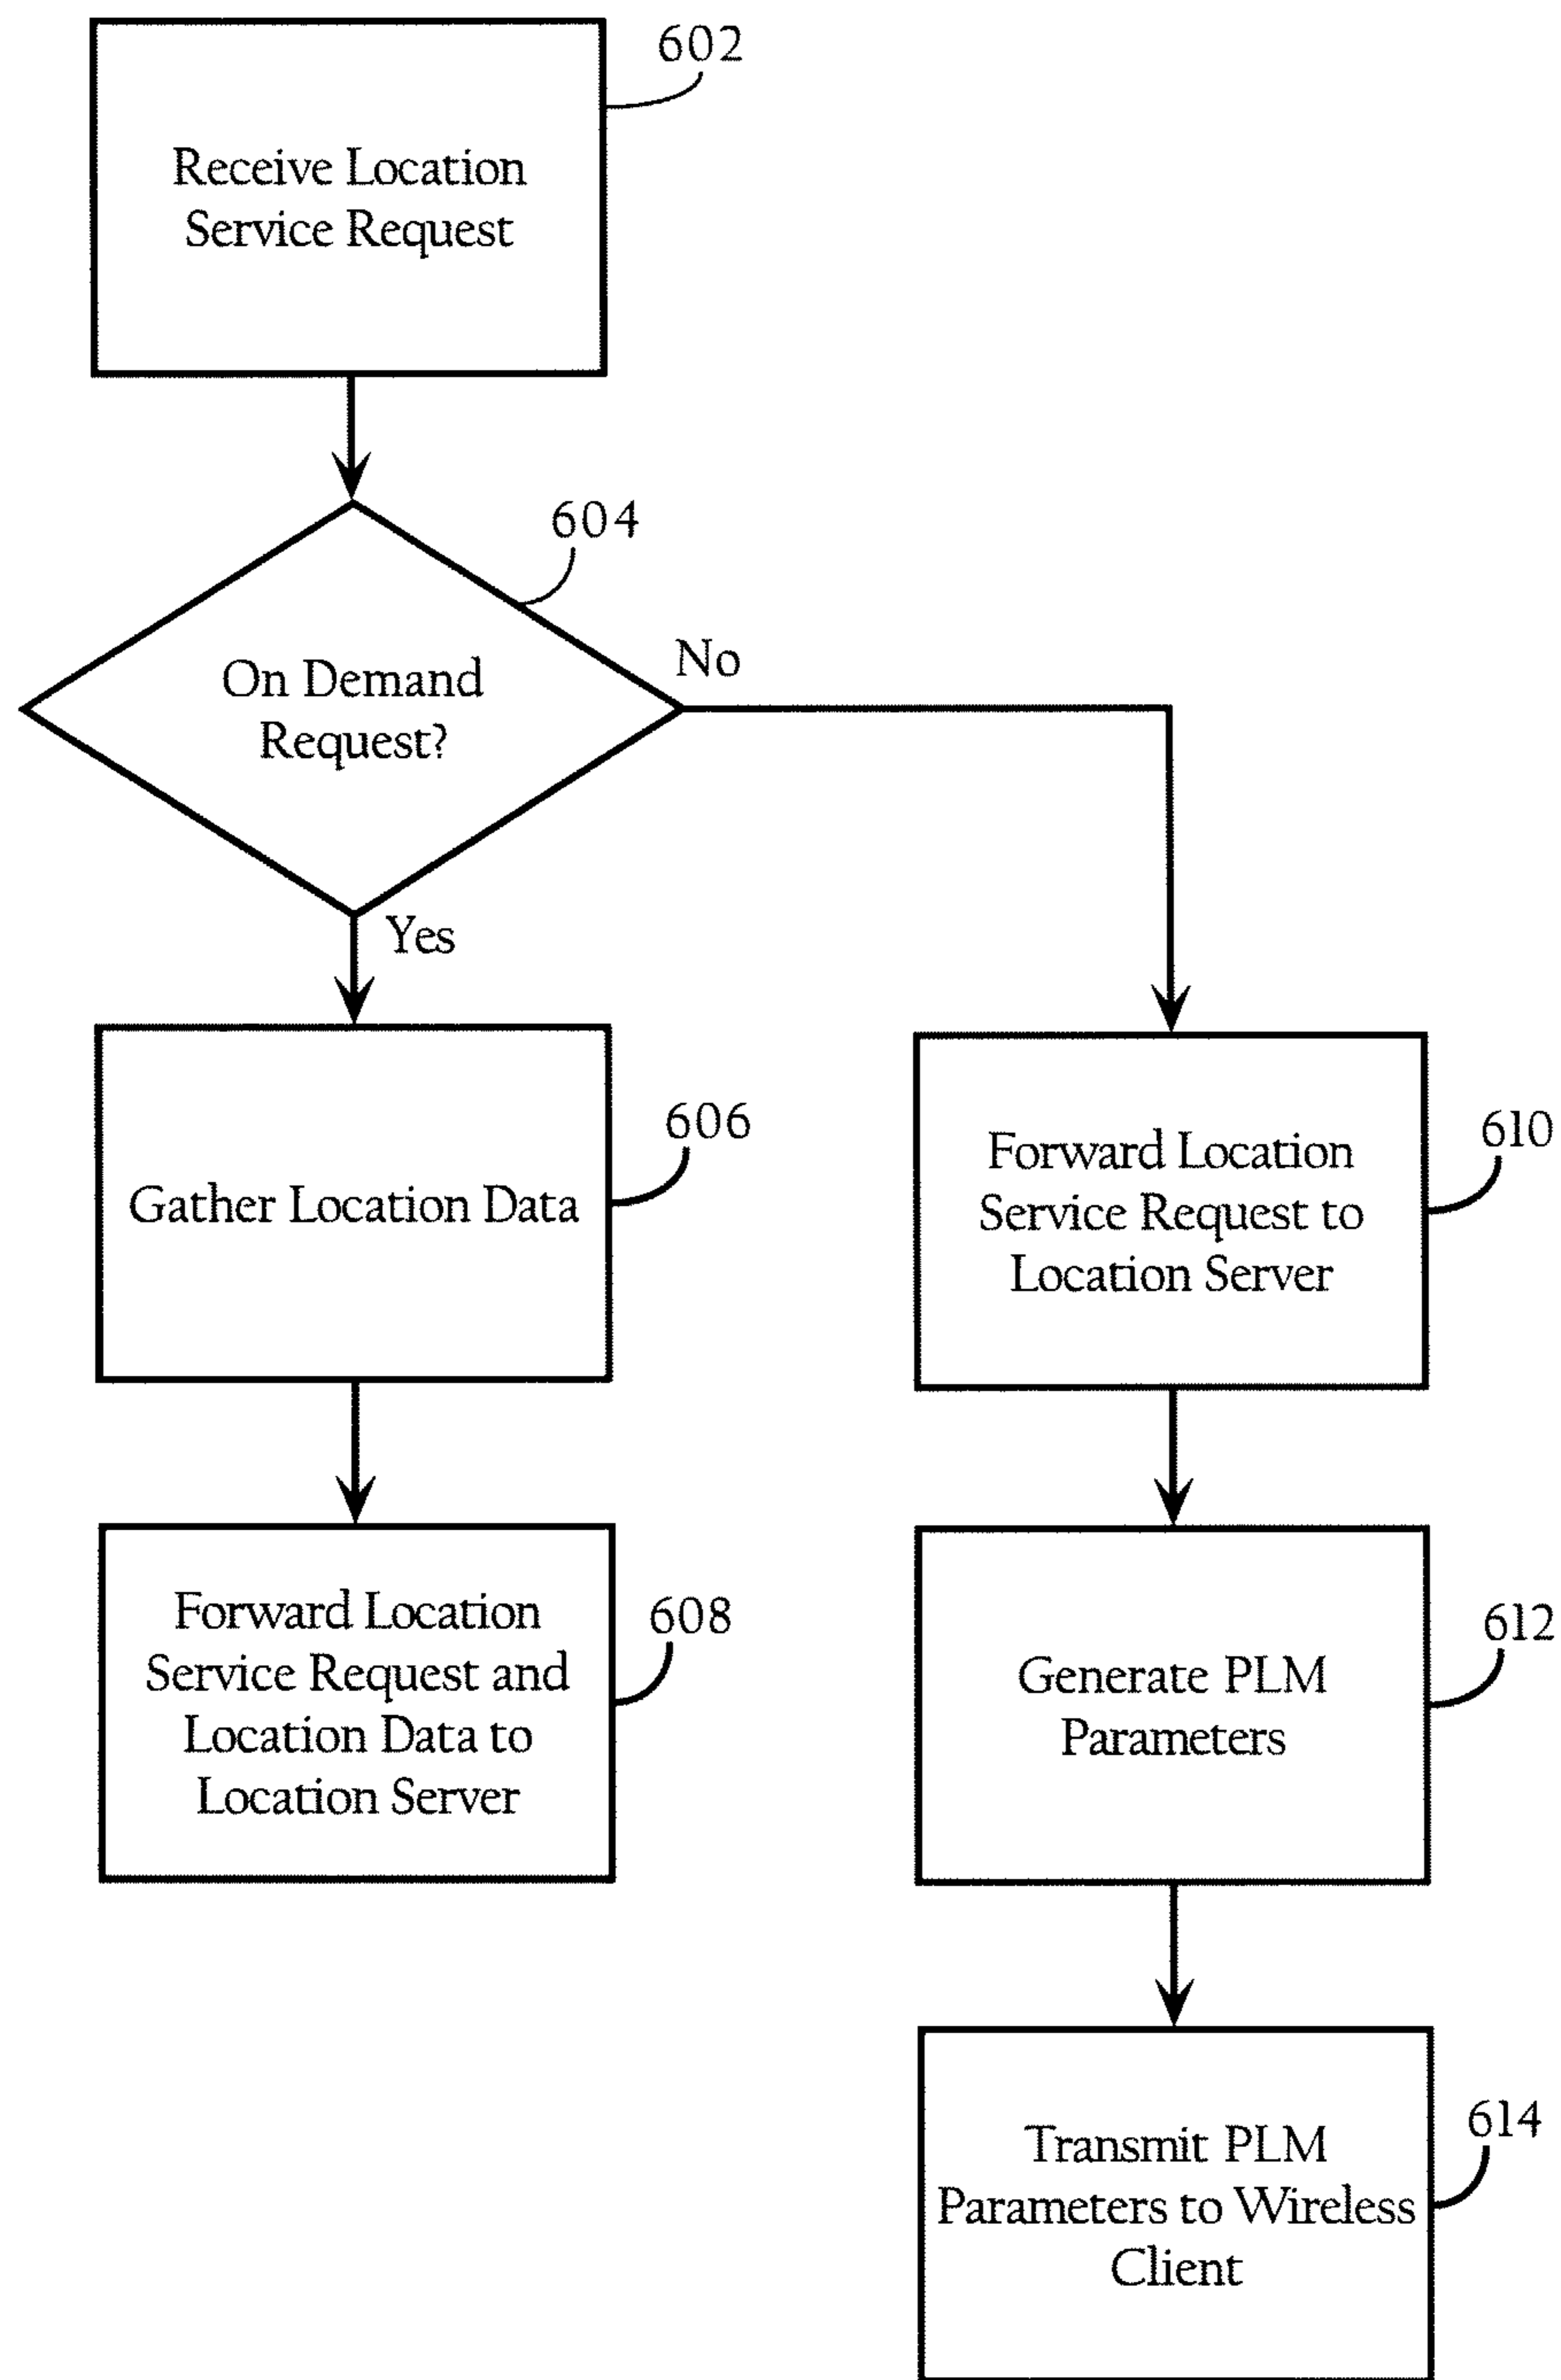 602
Receive Location
Service Request
604
On Demand
Request?
No
Yes
606
Gather Location Data
608
Forward Location
Service Request and
Location Data to
Location Server
610
Forward Location
Service Request to
Location Server
612
Generate PLM
Parameters
614
Transmit PLM
Parameters to Wireless
Client